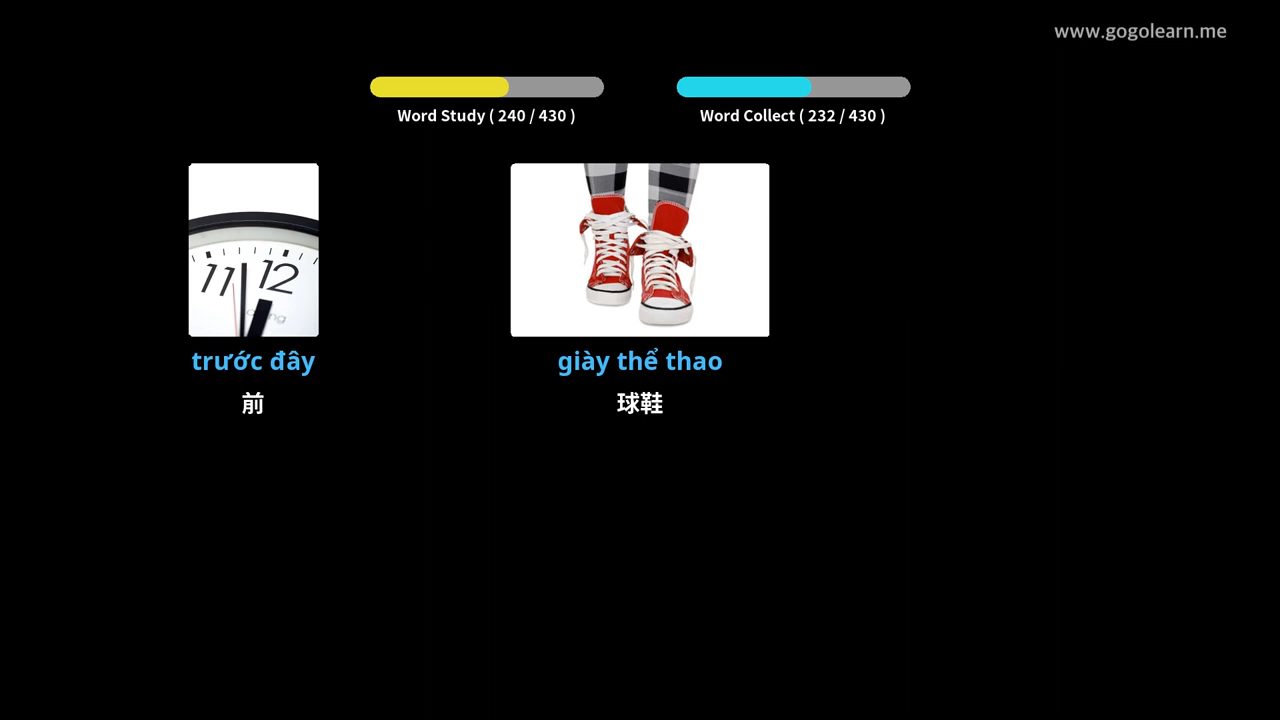 www.gogolearn.me
Word Study ( 240 / 430 )
Word Collect ( 232 / 430 )
11 12
trước đây
giày thể thao
前
球鞋